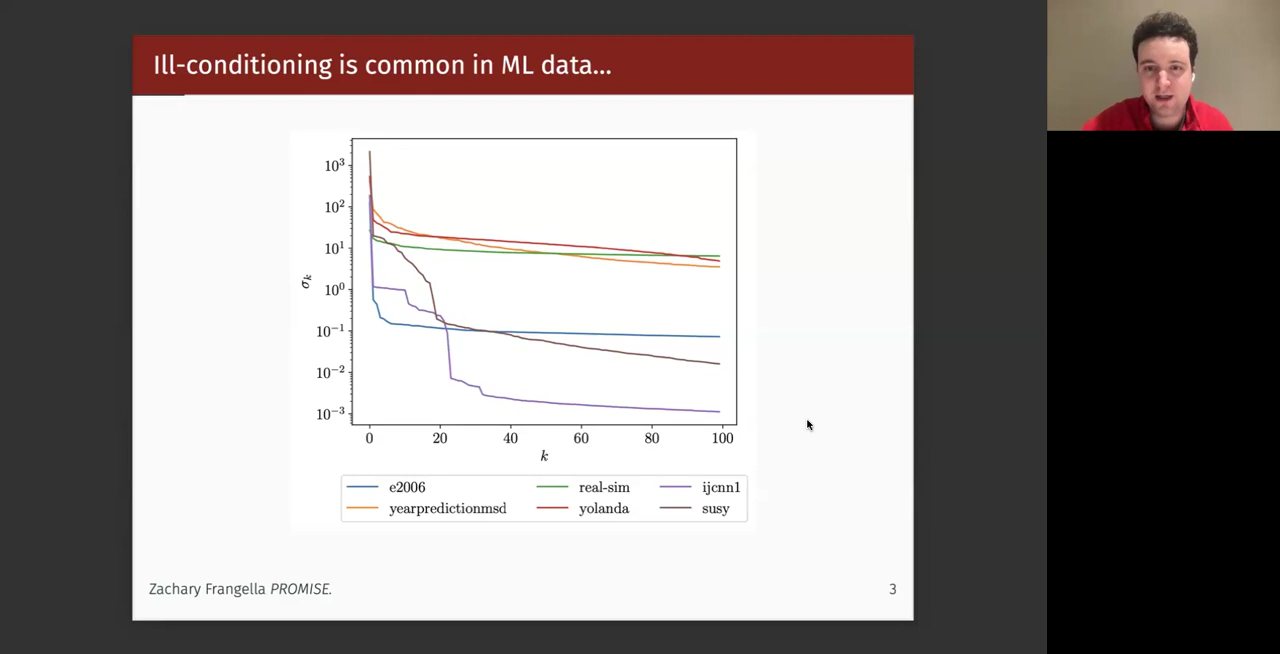 Ill-conditioning is common in ML data...
10³
10²
10¹
10⁰
10⁻¹
10⁻²
10⁻³
σₖ
0 20 40 60 80 100
k
e2006 real-sim ijcnn1
yearpredictionmsd yolanda susy
Zachary Frangella PROMISE. 3